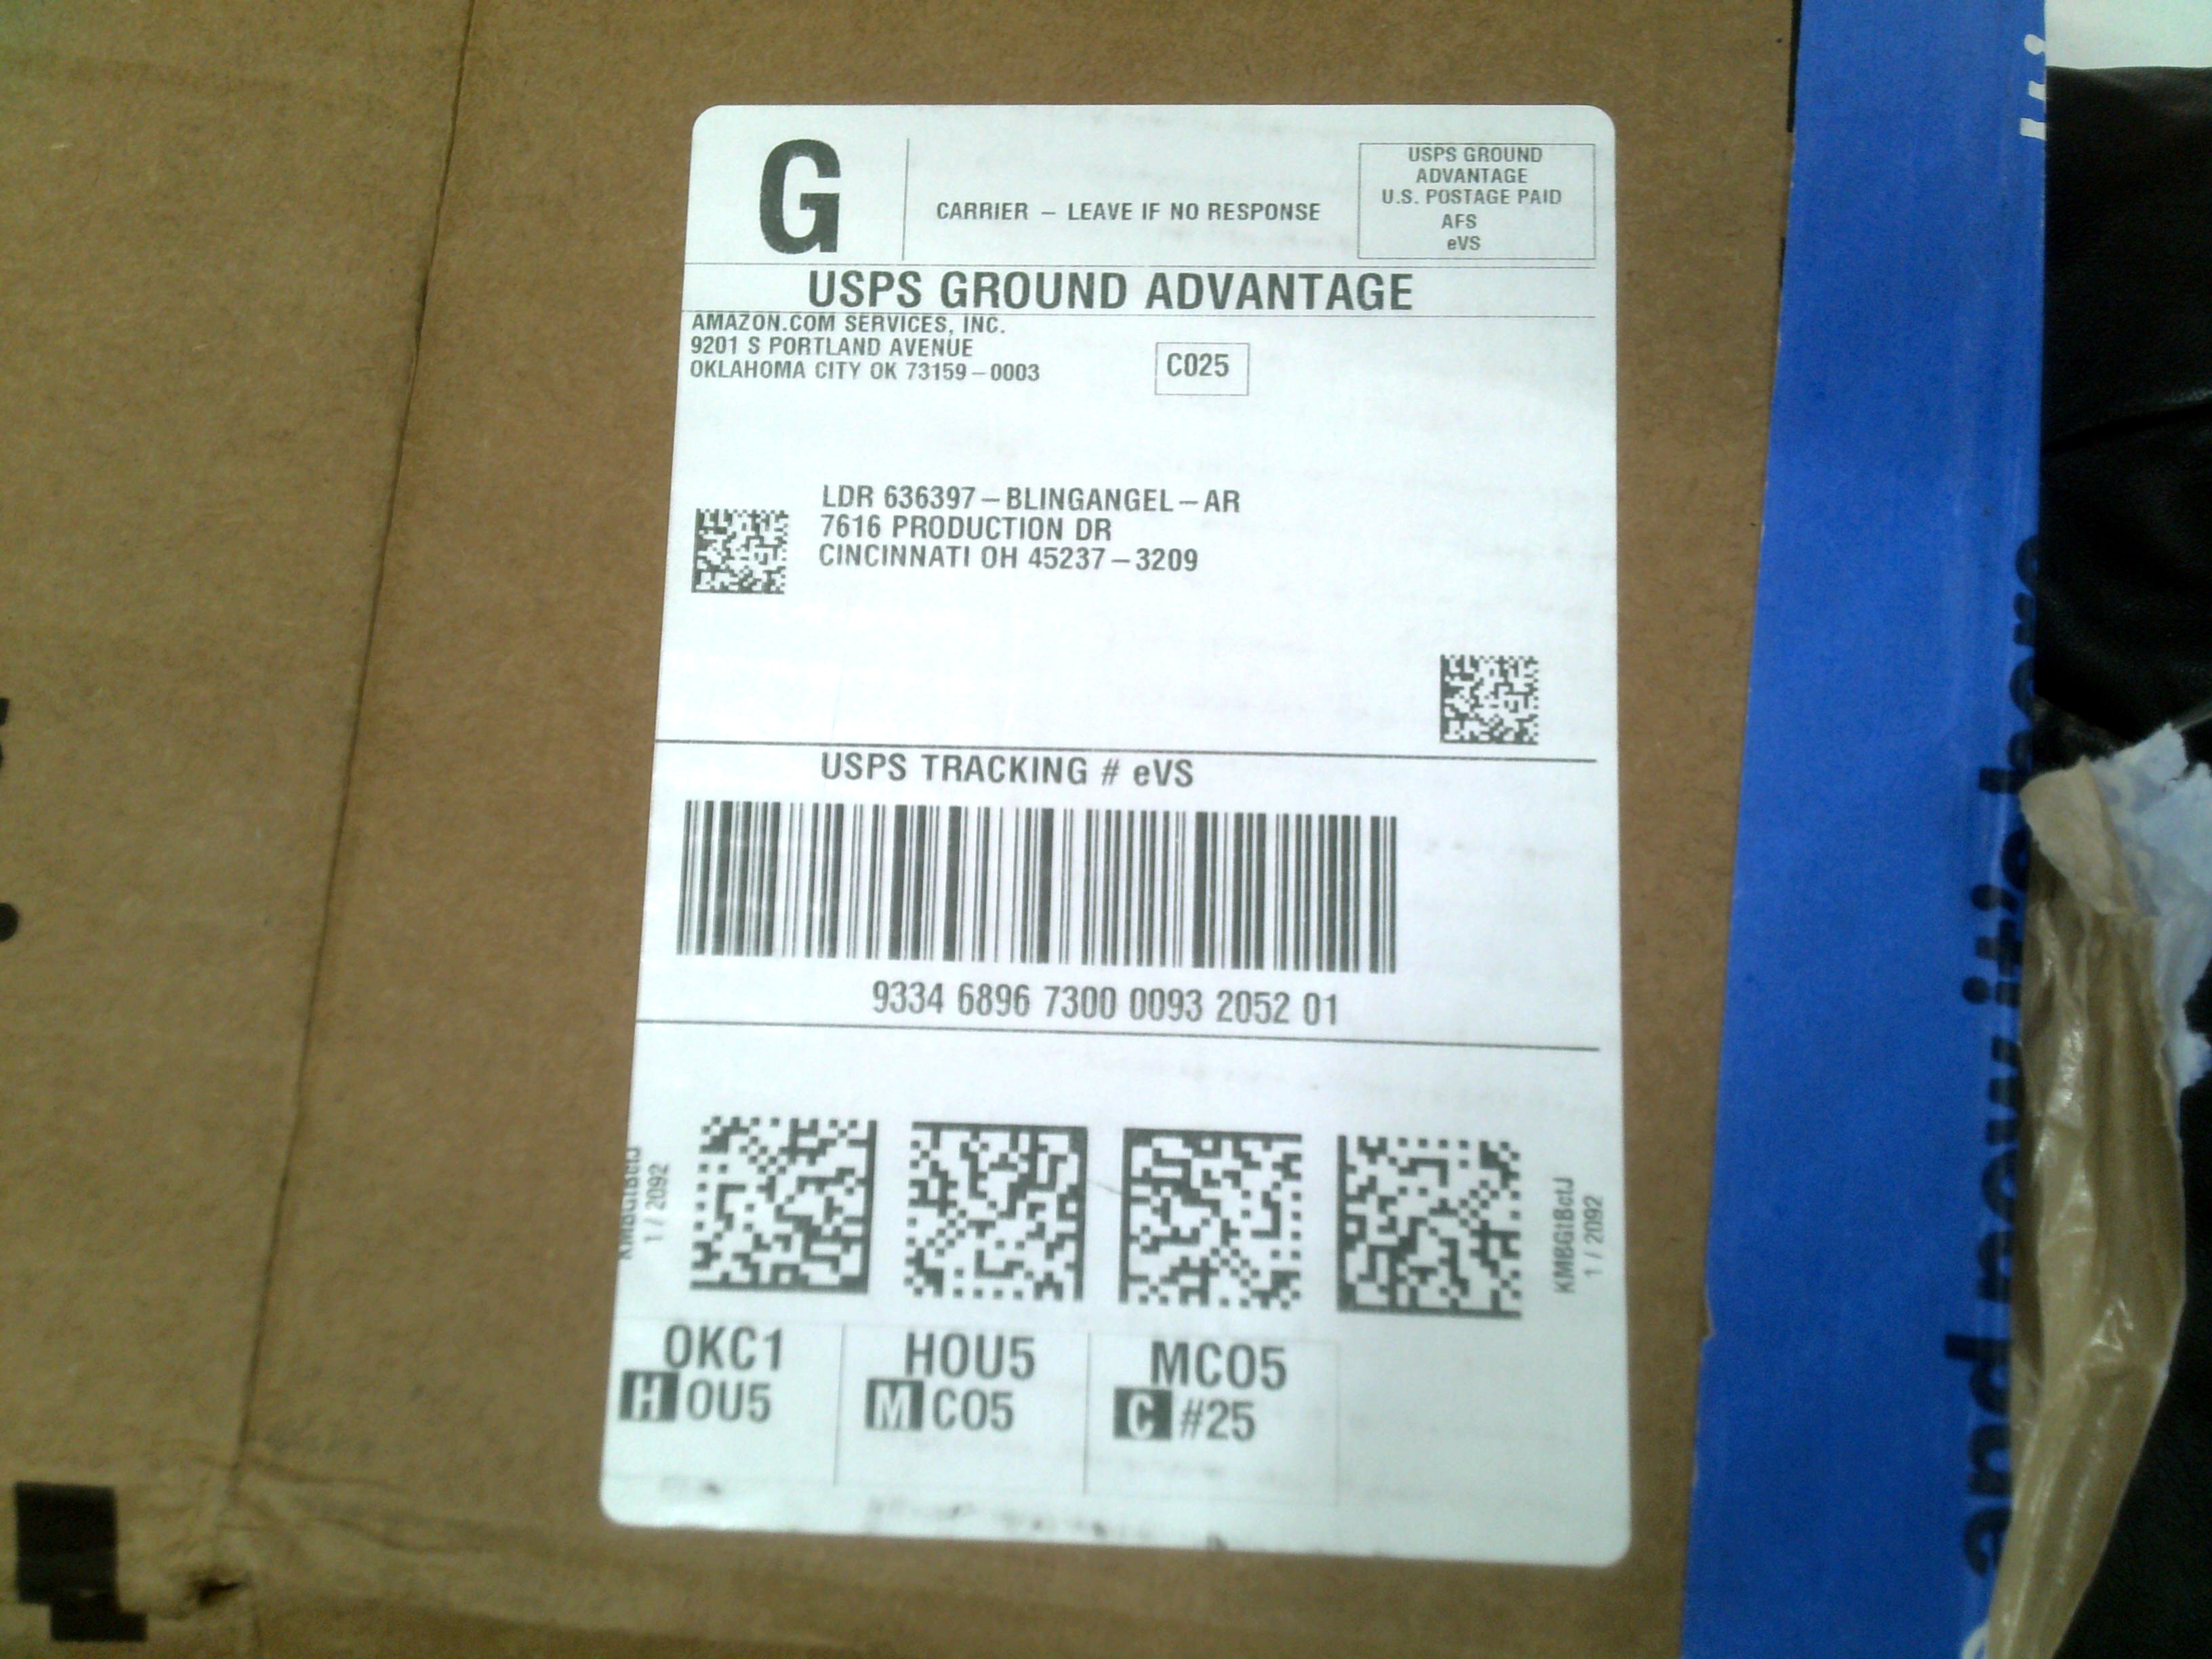 G
CARRIER – LEAVE IF NO RESPONSE
USPS GROUND
ADVANTAGE
U.S. POSTAGE PAID
AFS
eVS
USPS GROUND ADVANTAGE
AMAZON.COM SERVICES, INC.
9201 S PORTLAND AVENUE
OKLAHOMA CITY OK 73159–0003
C025
LDR 636397–BLINGANGEL–AR
7616 PRODUCTION DR
CINCINNATI OH 45237–3209
USPS TRACKING # eVS
9334 6896 7300 0093 2052 01
1 / 2092
KMBGtBctJ
1 / 2092
OKC1
HOU5
HOU5
MCO5
MCO5
C #25